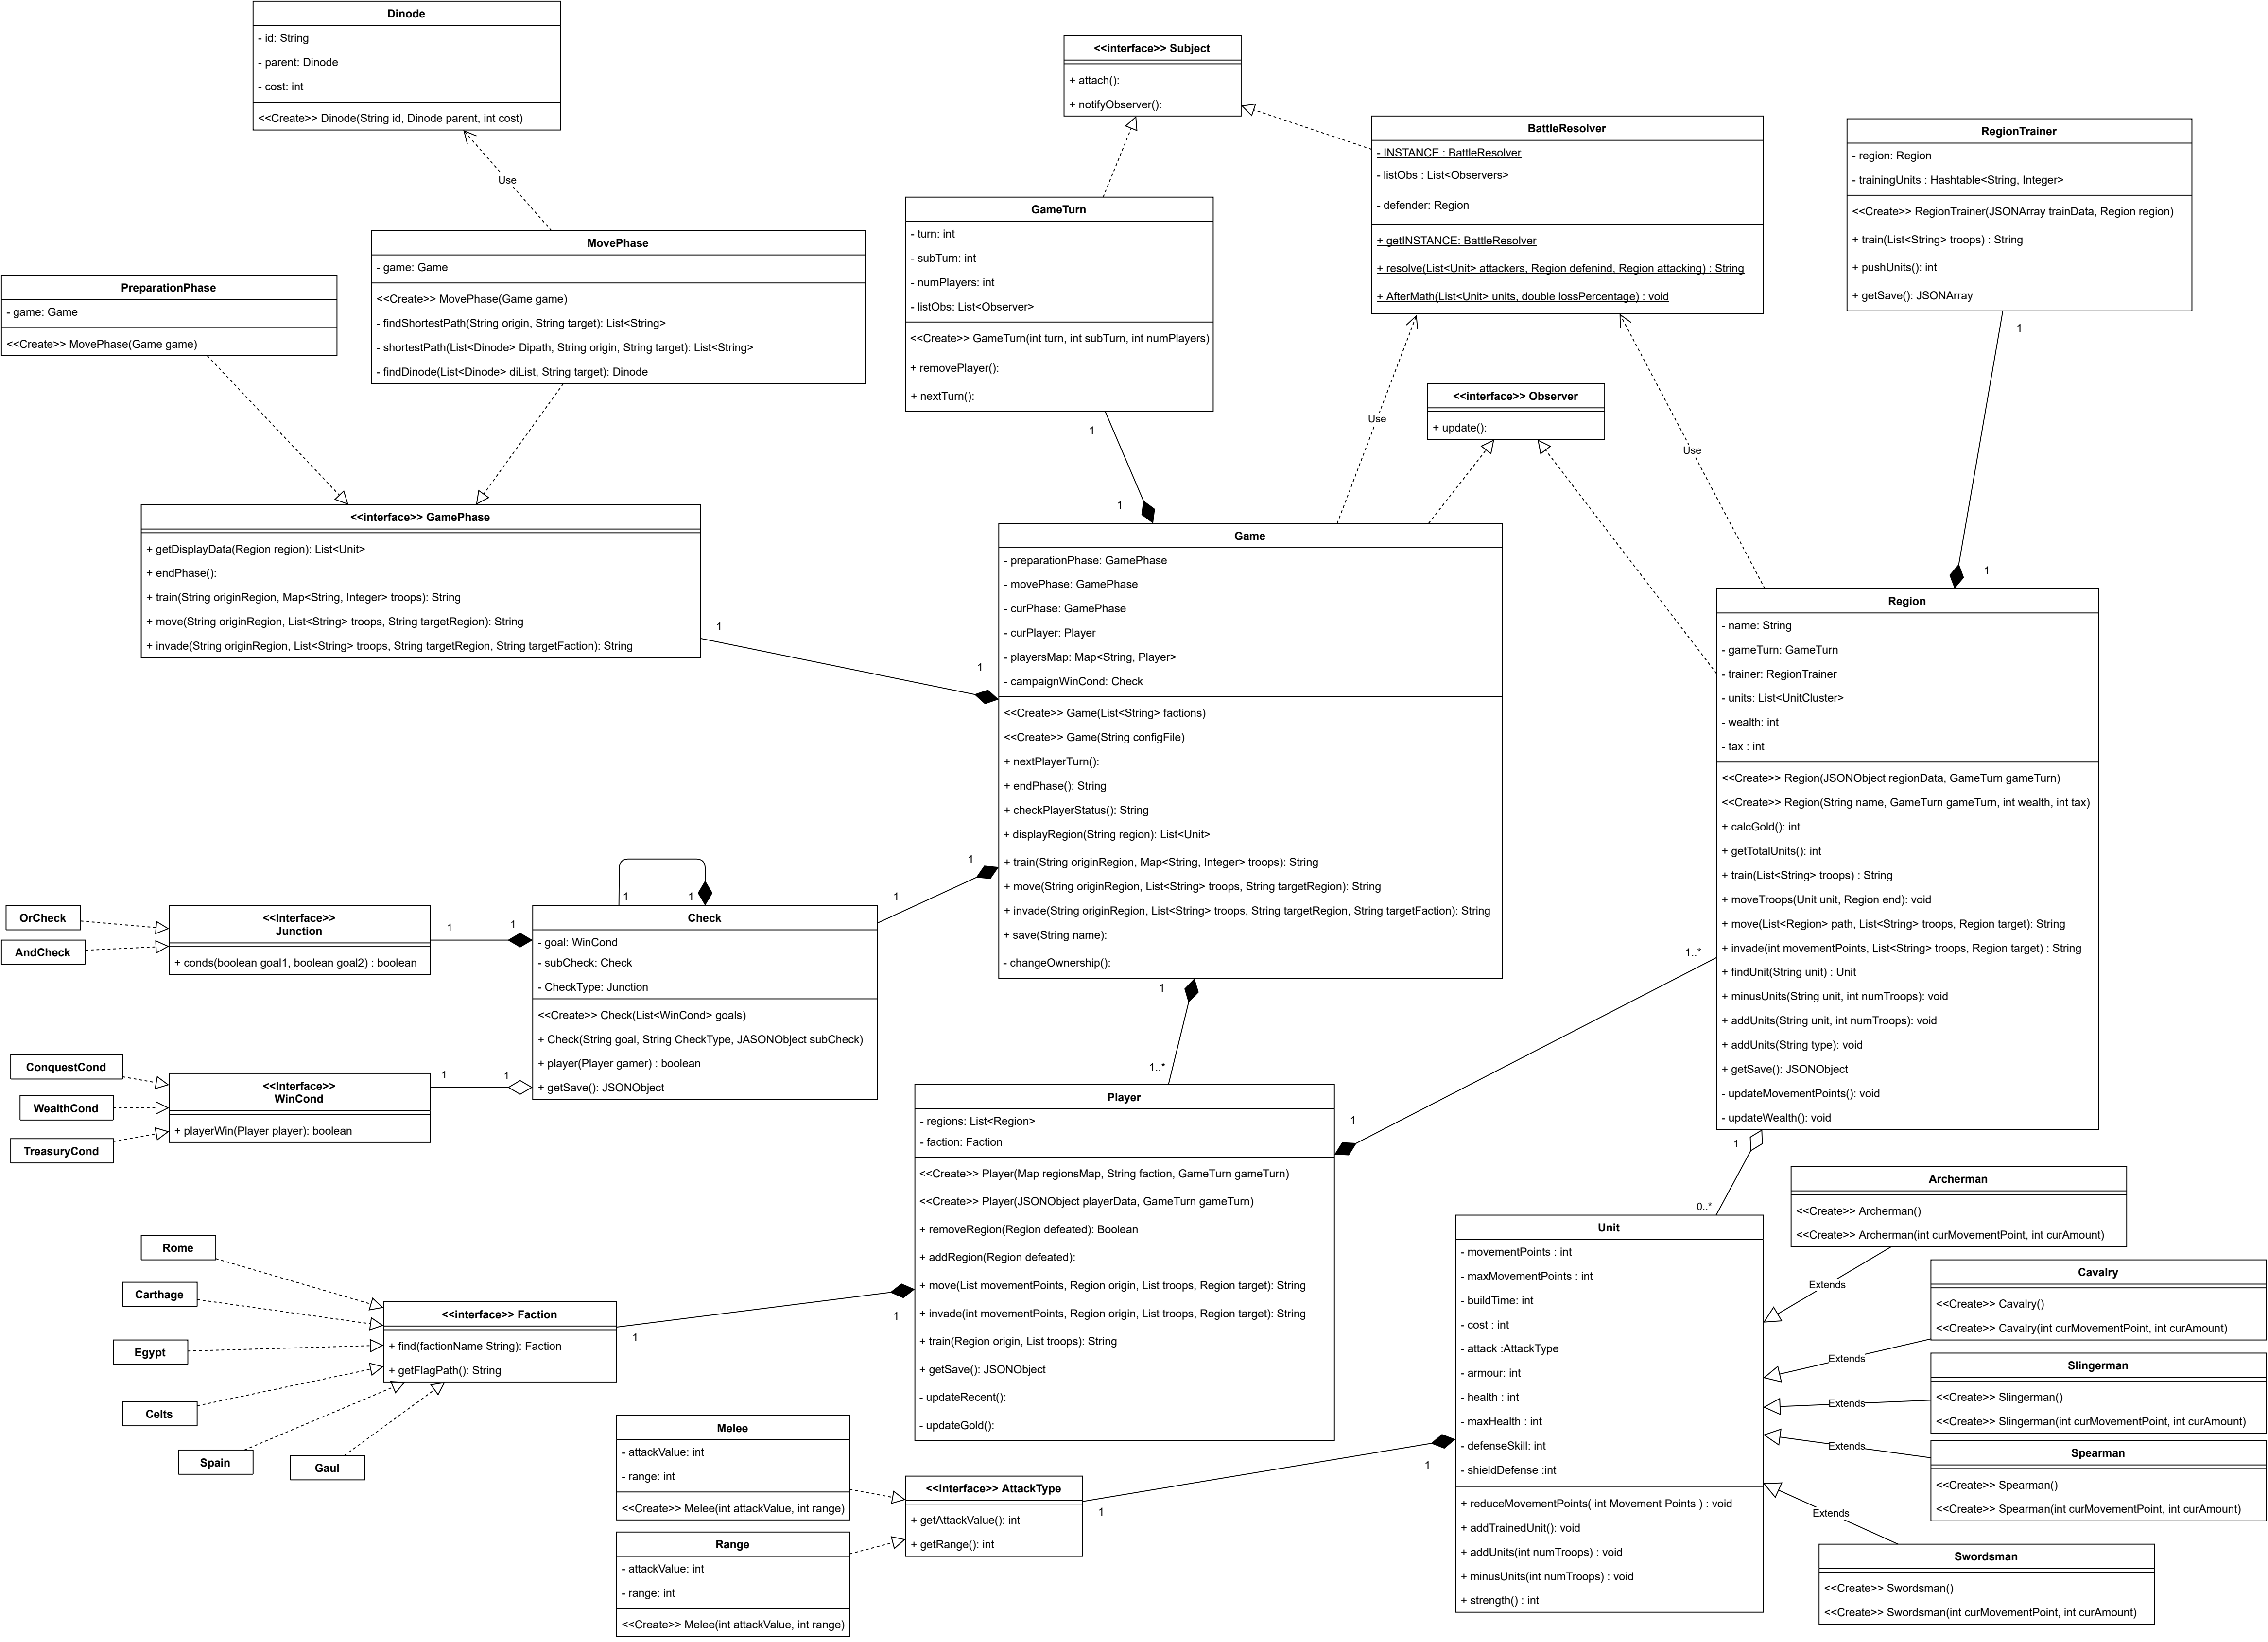 Dinode
- id: String
- parent: Dinode
- cost: int
<<Create>> Dinode(String id, Dinode parent, int cost)
Use
MovePhase
- game: Game
<<Create>> MovePhase(Game game)
- findShortestPath(String origin, String target): List<String>
- shortestPath(List<Dinode> Dipath, String origin, String target): List<String>
- findDinode(List<Dinode> diList, String target): Dinode
PreparationPhase
- game: Game
<<Create>> MovePhase(Game game)
<<interface>> GamePhase
+ getDisplayData(Region region): List<Unit>
+ endPhase():
+ train(String originRegion, Map<String, Integer> troops): String
+ move(String originRegion, List<String> troops, String targetRegion): String
+ invade(String originRegion, List<String> troops, String targetRegion, String targetFaction): String
1
1
<<interface>> Subject
+ attach():
+ notifyObserver():
GameTurn
- turn: int
- subTurn: int
- numPlayers: int
- listObs: List<Observer>
<<Create>> GameTurn(int turn, int subTurn, int numPlayers)
+ removePlayer():
+ nextTurn():
1
1
BattleResolver
- INSTANCE : BattleResolver
- listObs : List<Observers>
- defender: Region
+ getINSTANCE: BattleResolver
+ resolve(List<Unit> attackers, Region defenind, Region attacking) : String
+ AfterMath(List<Unit> units, double lossPercentage) : void
Use
Use
<<interface>> Observer
+ update():
RegionTrainer
- region: Region
- trainingUnits : Hashtable<String, Integer>
<<Create>> RegionTrainer(JSONArray trainData, Region region)
+ train(List<String> troops) : String
+ pushUnits(): int
+ getSave(): JSONArray
1
1
Game
- preparationPhase: GamePhase
- movePhase: GamePhase
- curPhase: GamePhase
- curPlayer: Player
- playersMap: Map<String, Player>
- campaignWinCond: Check
<<Create>> Game(List<String> factions)
<<Create>> Game(String configFile)
+ nextPlayerTurn():
+ endPhase(): String
+ checkPlayerStatus(): String
+ displayRegion(String region): List<Unit>
+ train(String originRegion, Map<String, Integer> troops): String
+ move(String originRegion, List<String> troops, String targetRegion): String
+ invade(String originRegion, List<String> troops, String targetRegion, String targetFaction): String
+ save(String name):
- changeOwnership():
1
1
1
1..*
Region
- name: String
- gameTurn: GameTurn
- trainer: RegionTrainer
- units: List<UnitCluster>
- wealth: int
- tax : int
<<Create>> Region(JSONObject regionData, GameTurn gameTurn)
<<Create>> Region(String name, GameTurn gameTurn, int wealth, int tax)
+ calcGold(): int
+ getTotalUnits(): int
+ train(List<String> troops) : String
+ moveTroops(Unit unit, Region end): void
+ move(List<Region> path, List<String> troops, Region target): String
+ invade(int movementPoints, List<String> troops, Region target) : String
+ findUnit(String unit) : Unit
+ minusUnits(String unit, int numTroops): void
+ addUnits(String unit, int numTroops): void
+ addUnits(String type): void
+ getSave(): JSONObject
- updateMovementPoints(): void
- updateWealth(): void
1..*
1
1
0..*
OrCheck
AndCheck
<<Interface>>
Junction
+ conds(boolean goal1, boolean goal2) : boolean
1
1
1
1
Check
- goal: WinCond
- subCheck: Check
- CheckType: Junction
<<Create>> Check(List<WinCond> goals)
+ Check(String goal, String CheckType, JASONObject subCheck)
+ player(Player gamer) : boolean
+ getSave(): JSONObject
ConquestCond
WealthCond
TreasuryCond
<<Interface>>
WinCond
+ playerWin(Player player): boolean
1
1
Player
- regions: List<Region>
- faction: Faction
<<Create>> Player(Map regionsMap, String faction, GameTurn gameTurn)
<<Create>> Player(JSONObject playerData, GameTurn gameTurn)
+ removeRegion(Region defeated): Boolean
+ addRegion(Region defeated):
+ move(List movementPoints, Region origin, List troops, Region target): String
+ invade(int movementPoints, Region origin, List troops, Region target): String
+ train(Region origin, List troops): String
+ getSave(): JSONObject
- updateRecent():
- updateGold():
Rome
Carthage
Egypt
Celts
Spain
Gaul
<<interface>> Faction
+ find(factionName String): Faction
+ getFlagPath(): String
1
1
Melee
- attackValue: int
- range: int
<<Create>> Melee(int attackValue, int range)
Range
- attackValue: int
- range: int
<<Create>> Melee(int attackValue, int range)
<<interface>> AttackType
+ getAttackValue(): int
+ getRange(): int
1
1
Unit
- movementPoints : int
- maxMovementPoints : int
- buildTime: int
- cost : int
- attack :AttackType
- armour: int
- health : int
- maxHealth : int
- defenseSkill: int
- shieldDefense :int
+ reduceMovementPoints( int Movement Points ) : void
+ addTrainedUnit(): void
+ addUnits(int numTroops) : void
+ minusUnits(int numTroops) : void
+ strength() : int
Archerman
<<Create>> Archerman()
<<Create>> Archerman(int curMovementPoint, int curAmount)
Extends
Cavalry
<<Create>> Cavalry()
<<Create>> Cavalry(int curMovementPoint, int curAmount)
Extends
Slingerman
<<Create>> Slingerman()
<<Create>> Slingerman(int curMovementPoint, int curAmount)
Extends
Spearman
<<Create>> Spearman()
<<Create>> Spearman(int curMovementPoint, int curAmount)
Extends
Swordsman
<<Create>> Swordsman()
<<Create>> Swordsman(int curMovementPoint, int curAmount)
Extends